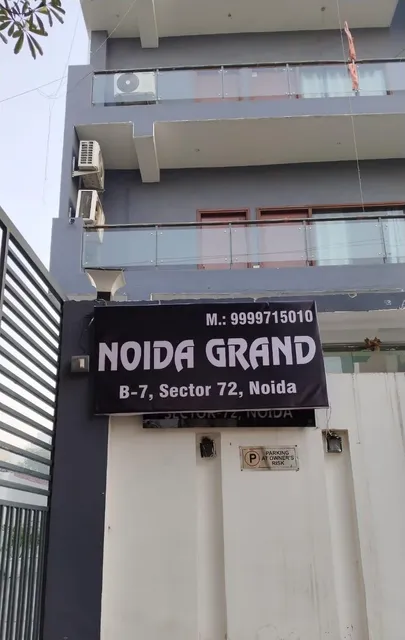 M.: 9999715010
NOIDA GRAND
B-7, Sector 72, Noida
SECTOR-72, NOIDA
P PARKING
AT OWNER'S
RISK